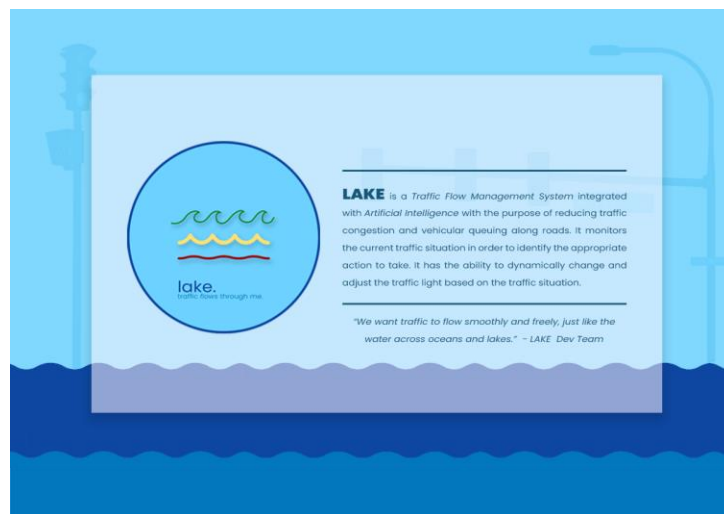 lake.
traffic flows through me.
LAKE is a Traffic Flow Management System integrated
with Artificial Intelligence with the purpose of reducing traffic
congestion and vehicular queuing along roads. It monitors
the current traffic situation in order to identify the appropriate
action to take. It has the ability to dynamically change and
adjust the traffic light based on the traffic situation.
“We want traffic to flow smoothly and freely, just like the
water across oceans and lakes.” - LAKE Dev Team